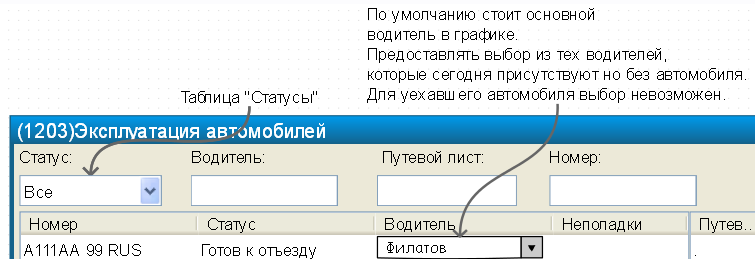 По умолчанию стоит основной
водитель в графике.
Предоставлять выбор из тех водителей,
которые сегодня присутствуют но без автомобиля.
Для уехавшего автомобиля выбор невозможен.
Таблица "Статусы"
(1203)Эксплуатация автомобилей
Статус: Водитель: Путевой лист: Номер:
Все
Номер Статус Водитель Неполадки Путев..
А111АА 99 RUS Готов к отъезду Филатов .